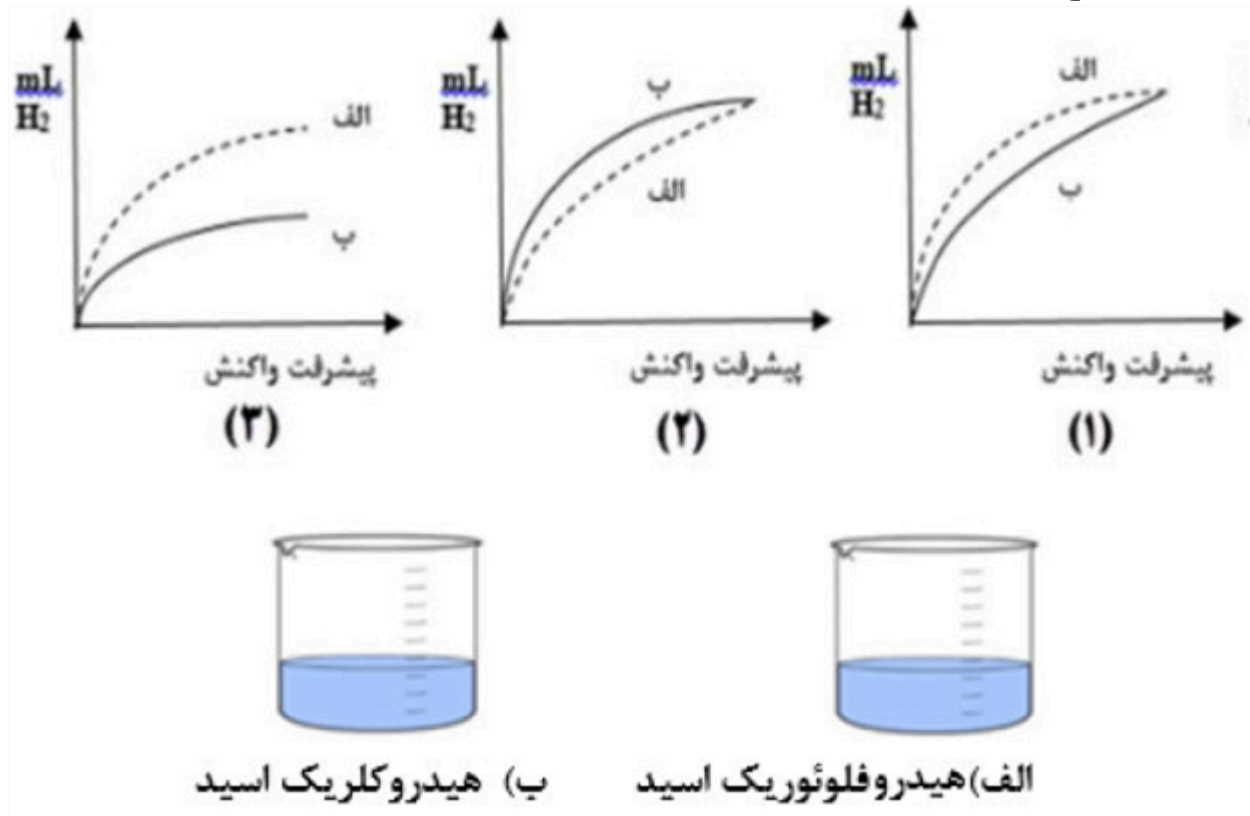 mL
H2
الف
ب
پیشرفت واکنش
(۱)
mL
H2
ب
الف
پیشرفت واکنش
(۲)
mL
H2
الف
ب
پیشرفت واکنش
(۳)
الف)هیدروفلوئوریک اسید
ب) هیدروکلریک اسید